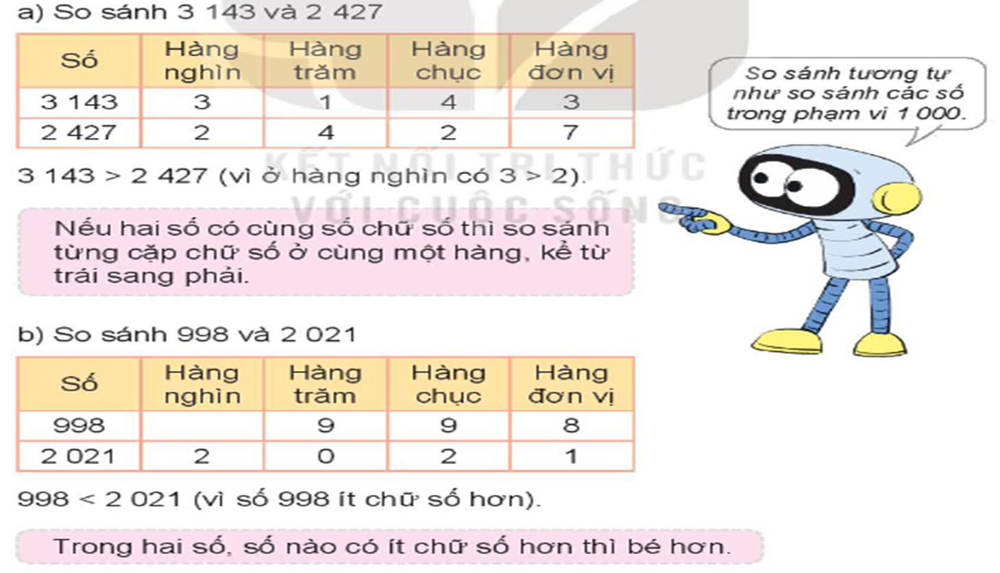 a) So sánh 3 143 và 2 427
Số Hàng nghìn Hàng trăm Hàng chục Hàng đơn vị
3 143 3 1 4 3
2 427 2 4 2 7
So sánh tương tự
như so sánh các số
trong phạm vi 1 000.
KẾT NỐI TRI THỨC
VỚI CUỘC SỐNG
3 143 > 2 427 (vì ở hàng nghìn có 3 > 2).
Nếu hai số có cùng số chữ số thì so sánh
từng cặp chữ số ở cùng một hàng, kể từ
trái sang phải.
b) So sánh 998 và 2 021
Số Hàng nghìn Hàng trăm Hàng chục Hàng đơn vị
998 9 9 8
2 021 2 0 2 1
998 < 2 021 (vì số 998 ít chữ số hơn).
Trong hai số, số nào có ít chữ số hơn thì bé hơn.